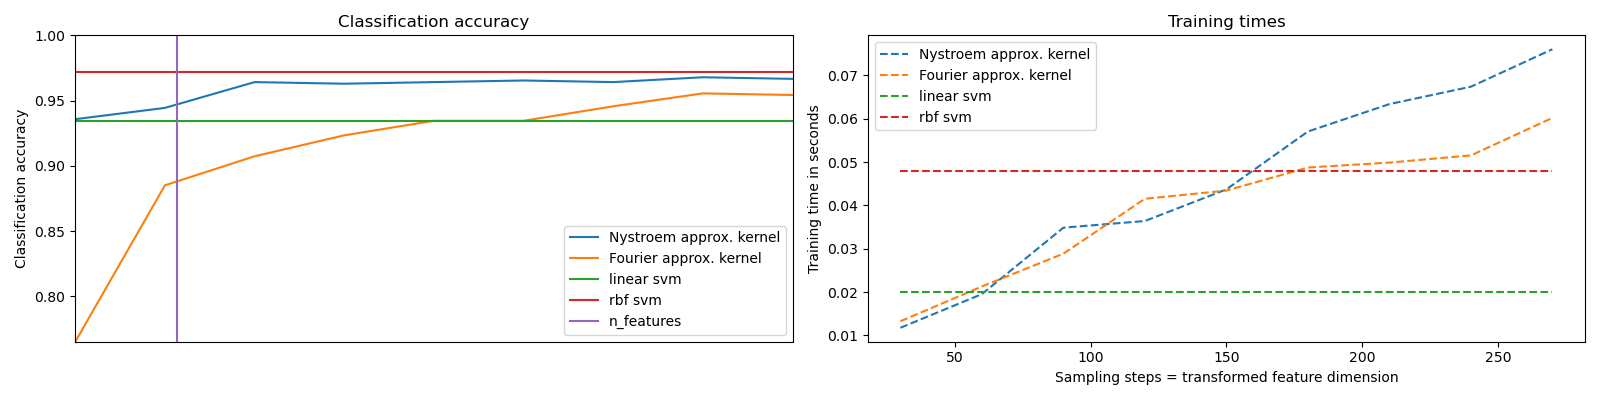 Classification accuracy
Classification accuracy
1.00
0.95
0.90
0.85
0.80
Nystroem approx. kernel
Fourier approx. kernel
linear svm
rbf svm
n_features
Training times
Training time in seconds
0.07
0.06
0.05
0.04
0.03
0.02
0.01
Nystroem approx. kernel
Fourier approx. kernel
linear svm
rbf svm
50 100 150 200 250
Sampling steps = transformed feature dimension